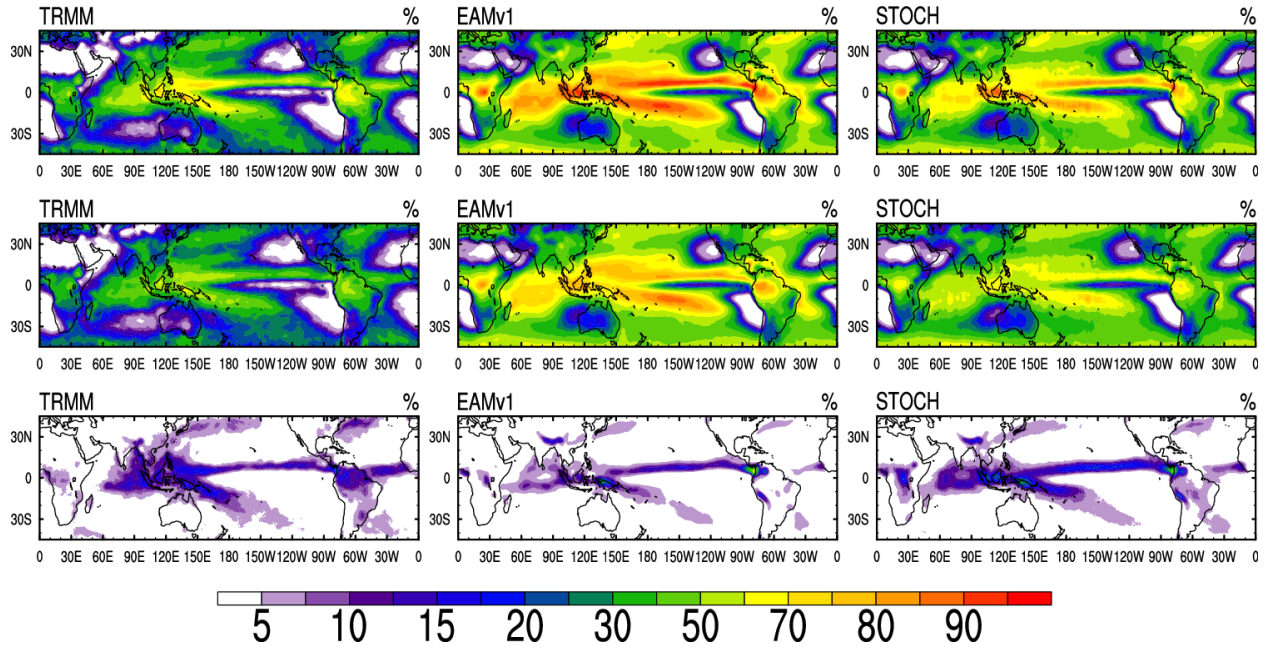 TRMM % EAMv1 % STOCH %
30N 30N 30N
0 0 0
30S 30S 30S
0 30E 60E 90E 120E 150E 180 150W 120W 90W 60W 30W 0 0 30E 60E 90E 120E 150E 180 150W 120W 90W 60W 30W 0 0 30E 60E 90E 120E 150E 180 150W 120W 90W 60W 30W 0
TRMM % EAMv1 % STOCH %
30N 30N 30N
0 0 0
30S 30S 30S
0 30E 60E 90E 120E 150E 180 150W 120W 90W 60W 30W 0 0 30E 60E 90E 120E 150E 180 150W 120W 90W 60W 30W 0 0 30E 60E 90E 120E 150E 180 150W 120W 90W 60W 30W 0
TRMM % EAMv1 % STOCH %
30N 30N 30N
0 0 0
30S 30S 30S
0 30E 60E 90E 120E 150E 180 150W 120W 90W 60W 30W 0 0 30E 60E 90E 120E 150E 180 150W 120W 90W 60W 30W 0 0 30E 60E 90E 120E 150E 180 150W 120W 90W 60W 30W 0
5 10 15 20 30 50 70 80 90